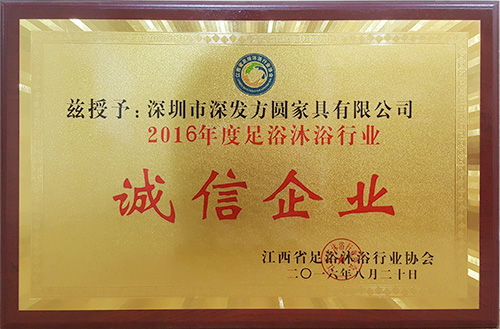 兹授予：深圳市深发方圆家具有限公司
2016年度足浴沐浴行业
诚信企业
江西省足浴沐浴行业协会
二〇一六年八月二十日